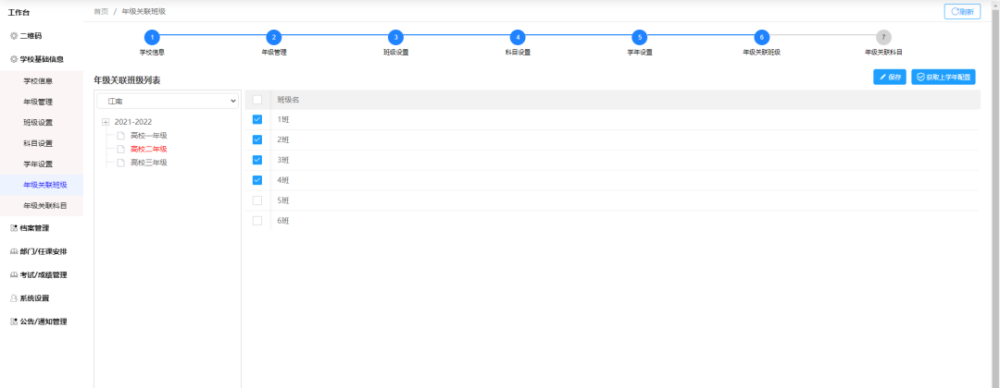 工作台
首页 / 年级关联班级
刷新
二维码
学校基础信息
学校信息
年级管理
班级设置
科目设置
学年设置
年级关联班级
年级关联科目
档案管理
部门/任课安排
考试/成绩管理
系统设置
公告/通知管理
1 2 3 4 5 6 7
学校信息 年级管理 班级设置 科目设置 学年设置 年级关联班级 年级关联科目
年级关联班级列表
保存 获取上学年配置
江南
2021-2022
高校一年级
高校二年级
高校三年级
班级名
1班
2班
3班
4班
5班
6班